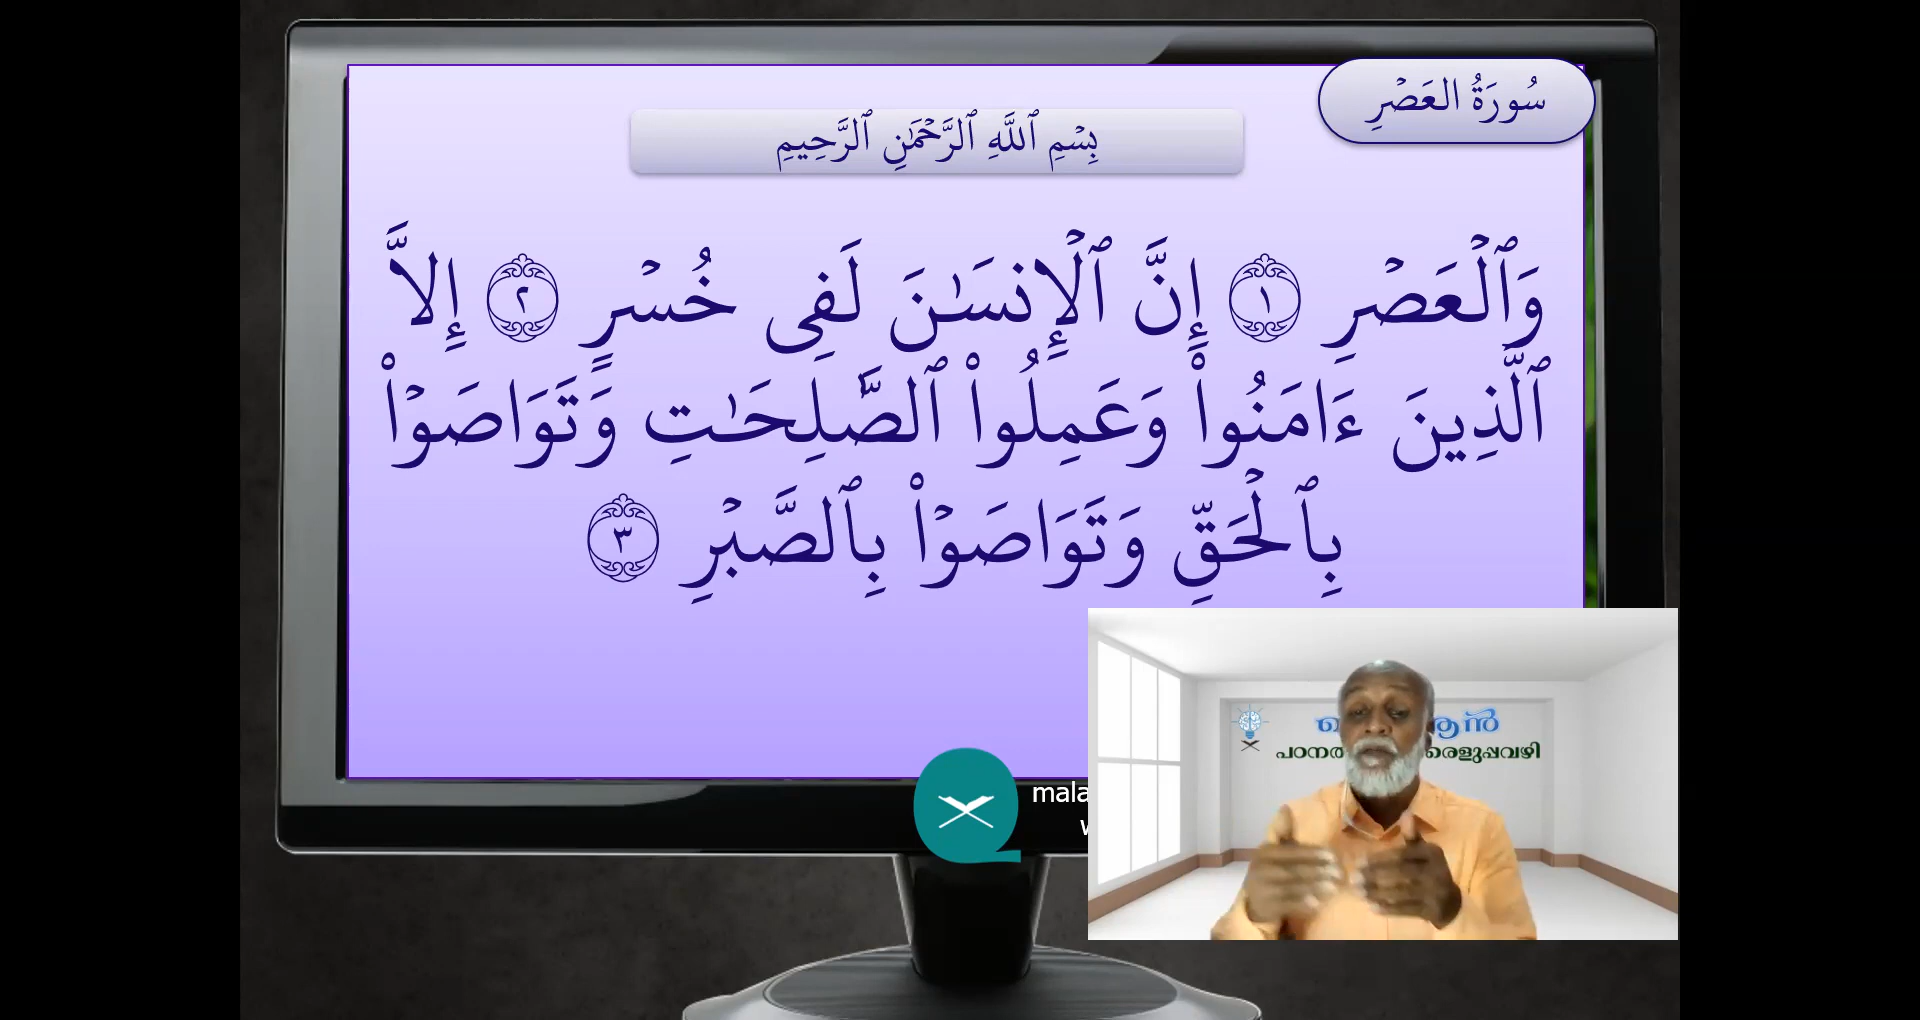 سُورَةُ العَصْرِ
بِسْمِ ٱللَّهِ ٱلرَّحْمَٰنِ ٱلرَّحِيمِ
وَٱلْعَصْرِ ١ إِنَّ ٱلْإِنسَٰنَ لَفِى خُسْرٍ ٢ إِلَّا
ٱلَّذِينَ ءَامَنُوا۟ وَعَمِلُوا۟ ٱلصَّٰلِحَٰتِ وَتَوَاصَوْا۟
بِٱلْحَقِّ وَتَوَاصَوْا۟ بِٱلصَّبْرِ ٣